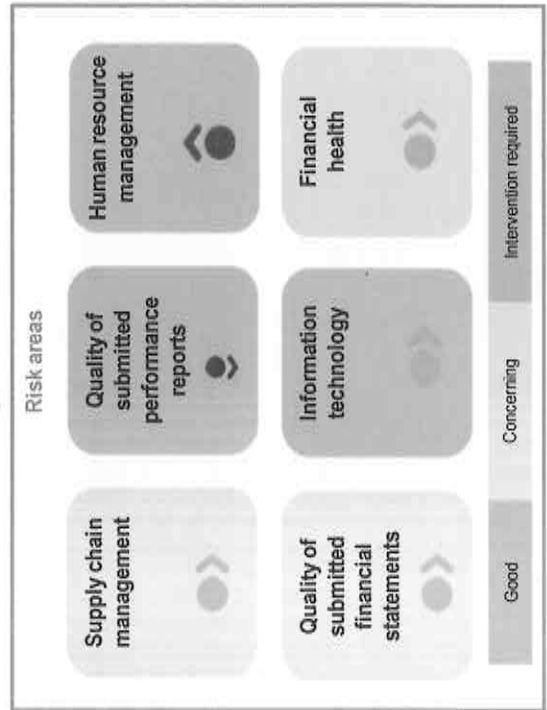 Risk areas
Supply chain
management
Quality of
submitted
performance
reports
Human resource
management
Quality of
submitted
financial
statements
Information
technology
Financial
health
Good
Concerning
Intervention required